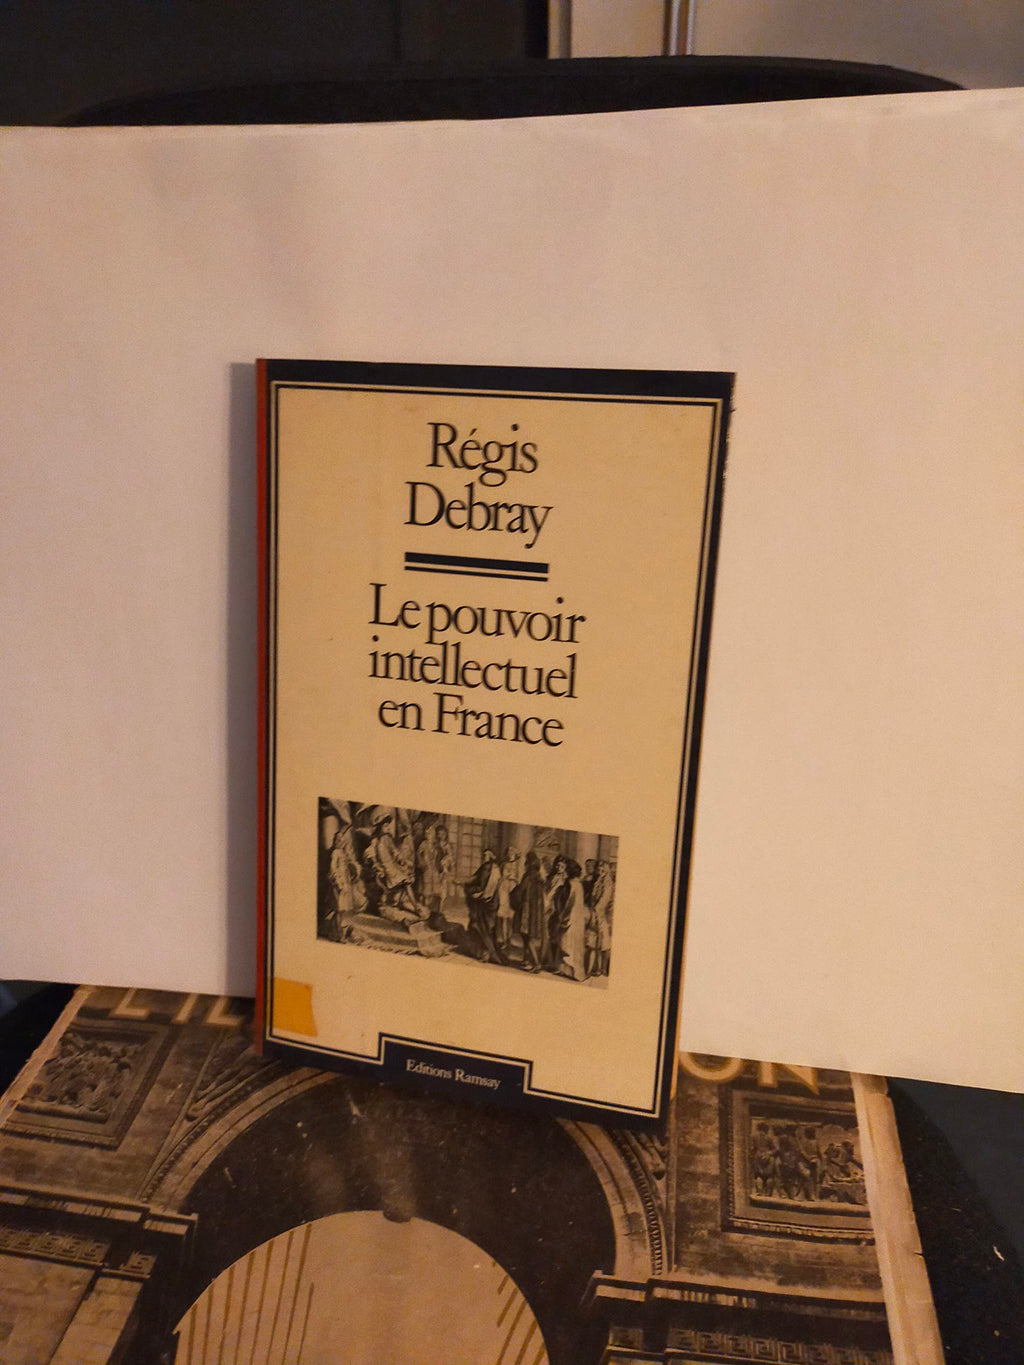 Régis
Debray
Le pouvoir
intellectuel
en France
Editions Ramsay